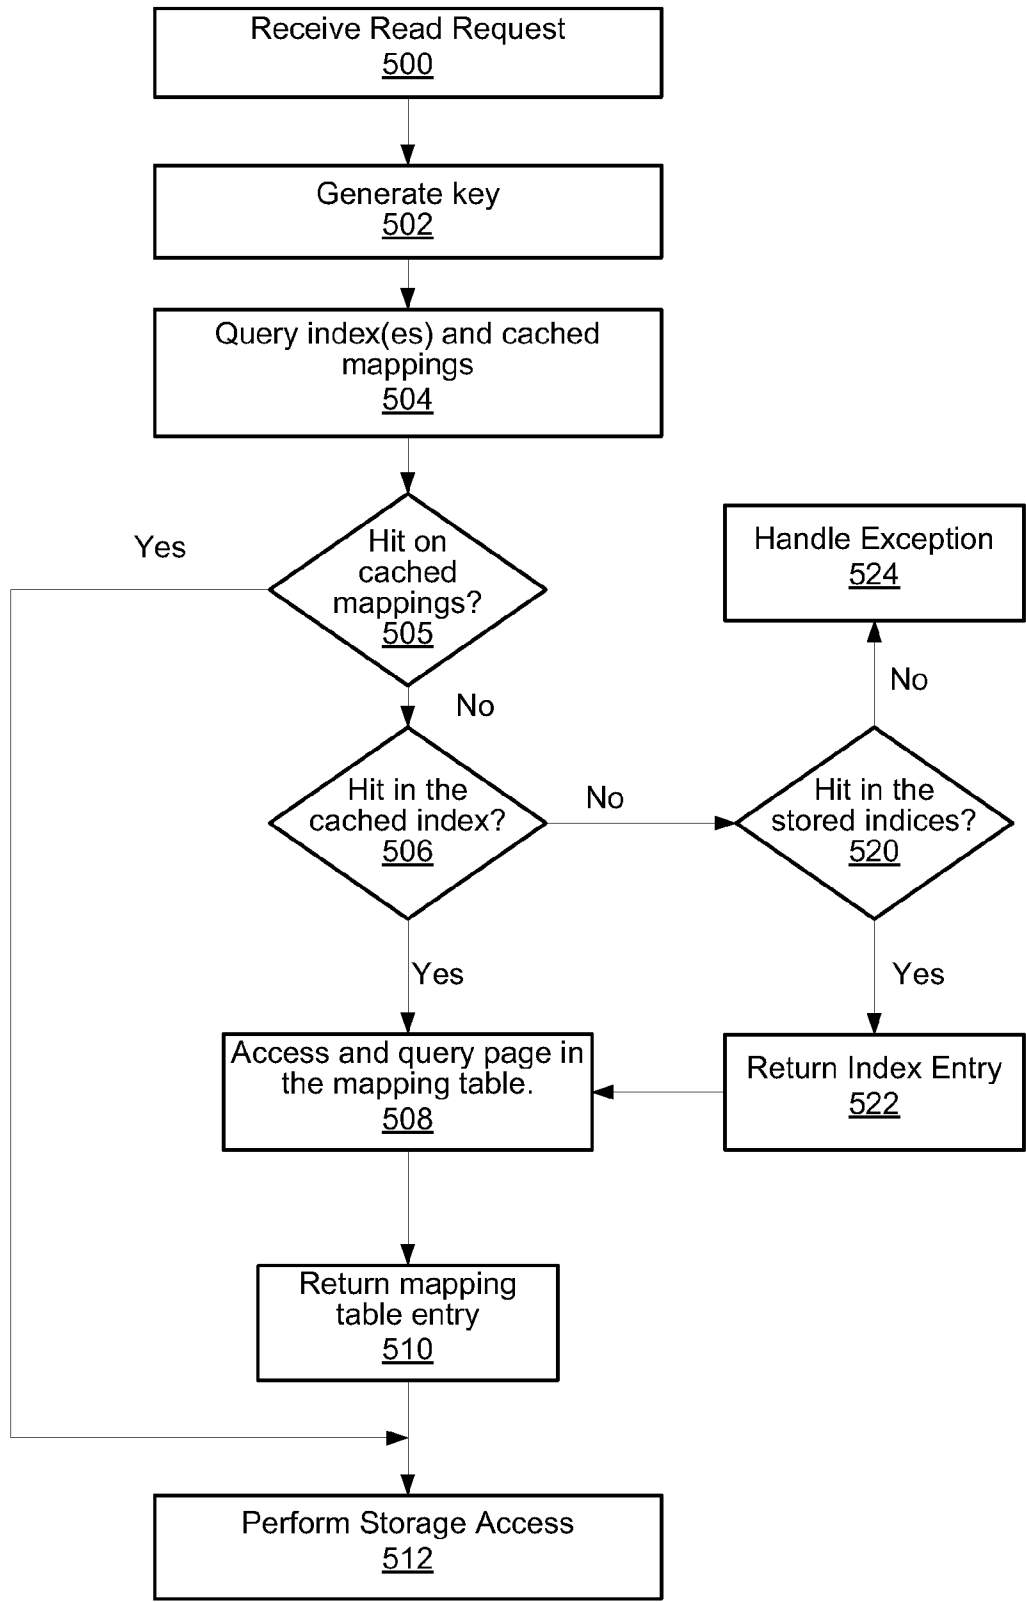 Receive Read Request
500
Generate key
502
Query index(es) and cached
mappings
504
Yes
Hit on
cached
mappings?
505
Handle Exception
524
No
No
Hit in the
cached index?
506
No
Hit in the
stored indices?
520
Yes
Yes
Access and query page in
the mapping table.
508
Return Index Entry
522
Return mapping
table entry
510
Perform Storage Access
512